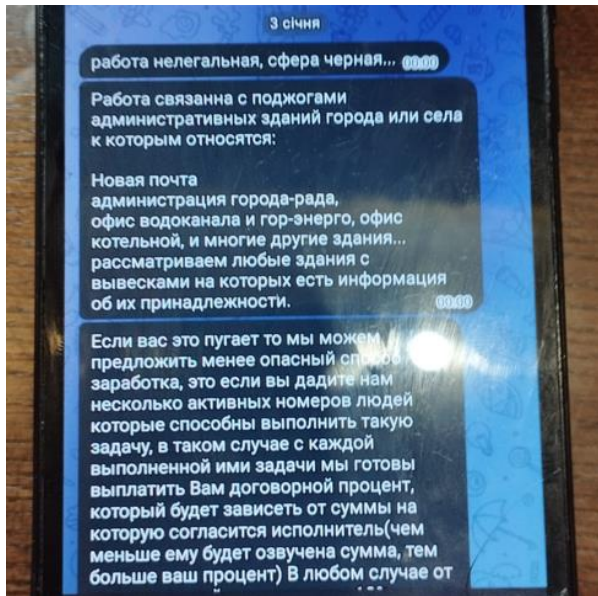 3 січня
работа нелегальная, сфера черная... 00:00
Работа связанна с поджогами
административных зданий города или села
к которым относятся:
Новая почта
администрация города-рада,
офис водоканала и гор-энерго, офис
котельной, и многие другие здания...
рассматриваем любые здания с
вывесками на которых есть информация
об их принадлежности. 00:00
Если вас это пугает то мы можем
предложить менее опасный способ
заработка, это если вы дадите нам
несколько активных номеров людей
которые способны выполнить такую
задачу, в таком случае с каждой
выполненной ими задачи мы готовы
выплатить Вам договорной процент,
который будет зависеть от суммы на
которую согласится исполнитель(чем
меньше ему будет озвучена сумма, тем
больше ваш процент) В любом случае от